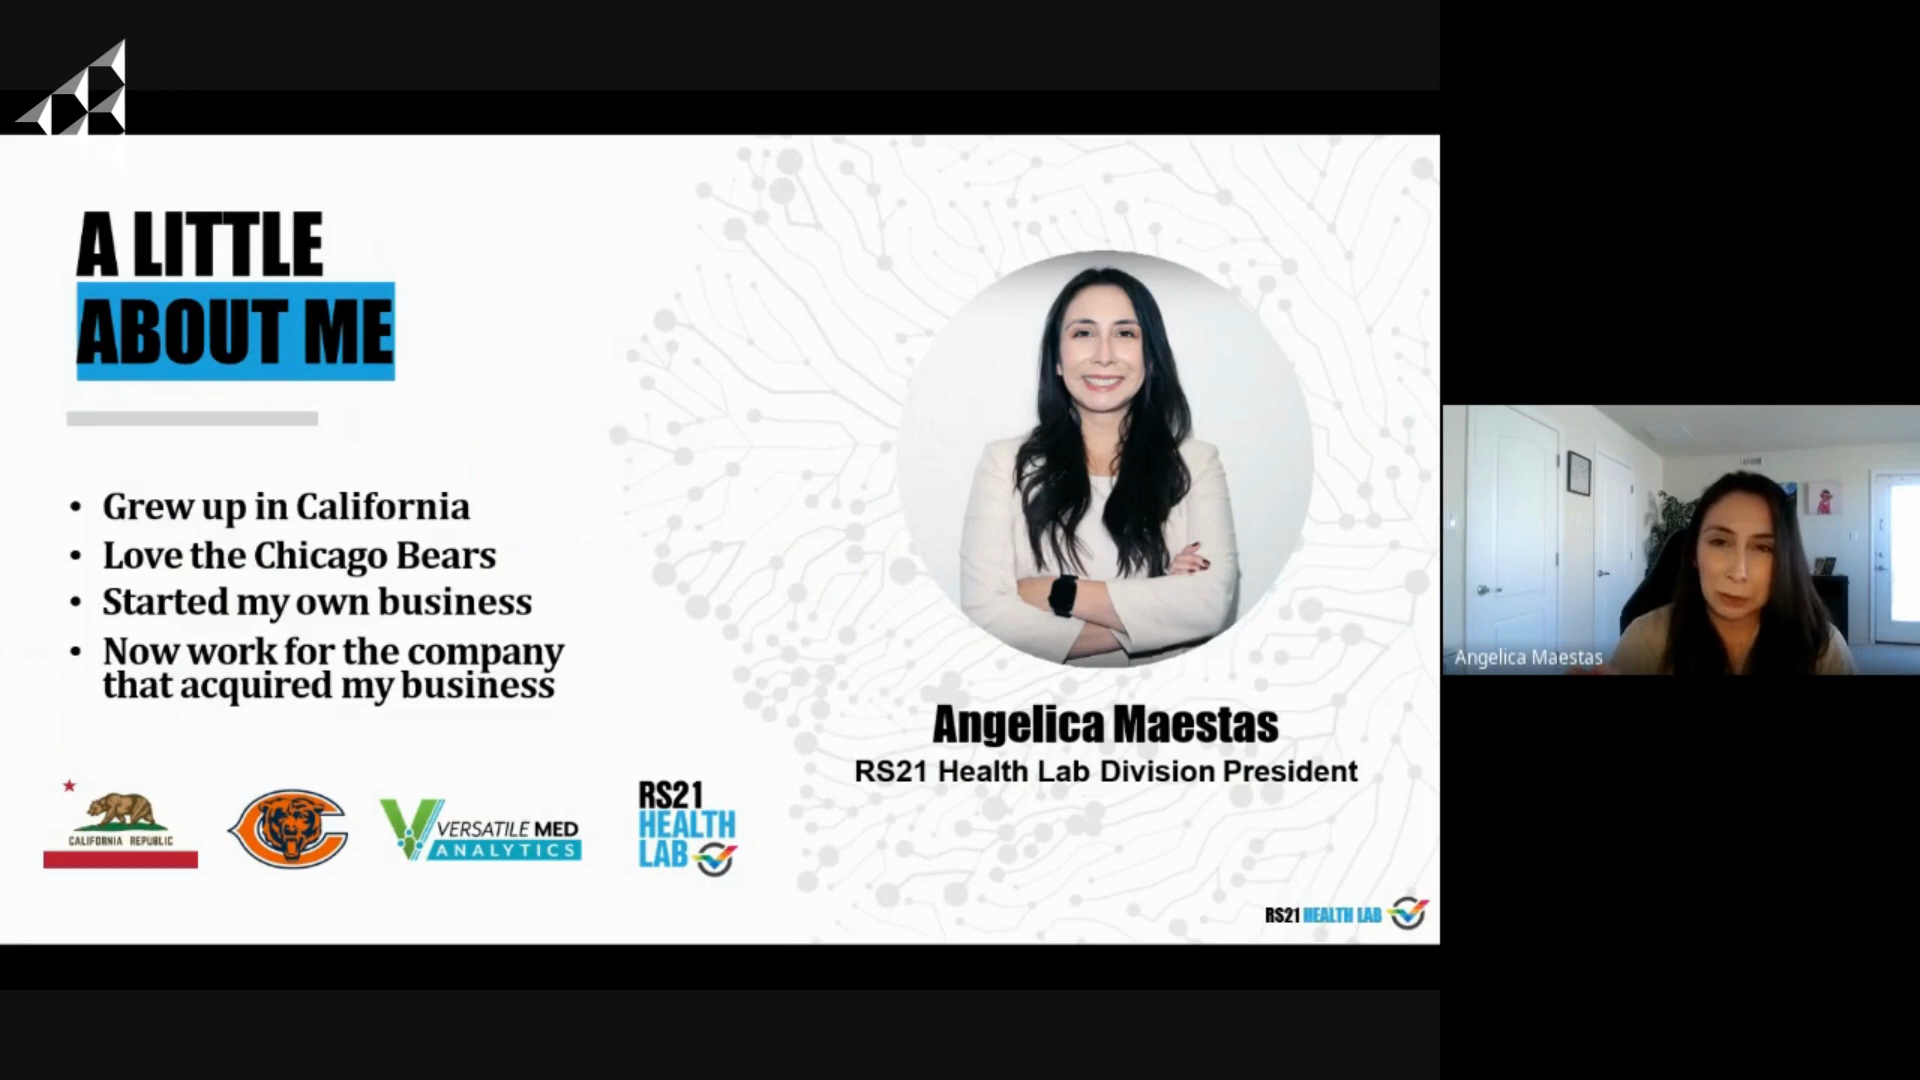 A LITTLE
ABOUT ME
• Grew up in California
• Love the Chicago Bears
• Started my own business
• Now work for the company
that acquired my business
CALIFORNIA REPUBLIC
VERSATILE MED
ANALYTICS
RS21
HEALTH
LAB
Angelica Maestas
RS21 Health Lab Division President
RS21 HEALTH LAB
Angelica Maestas